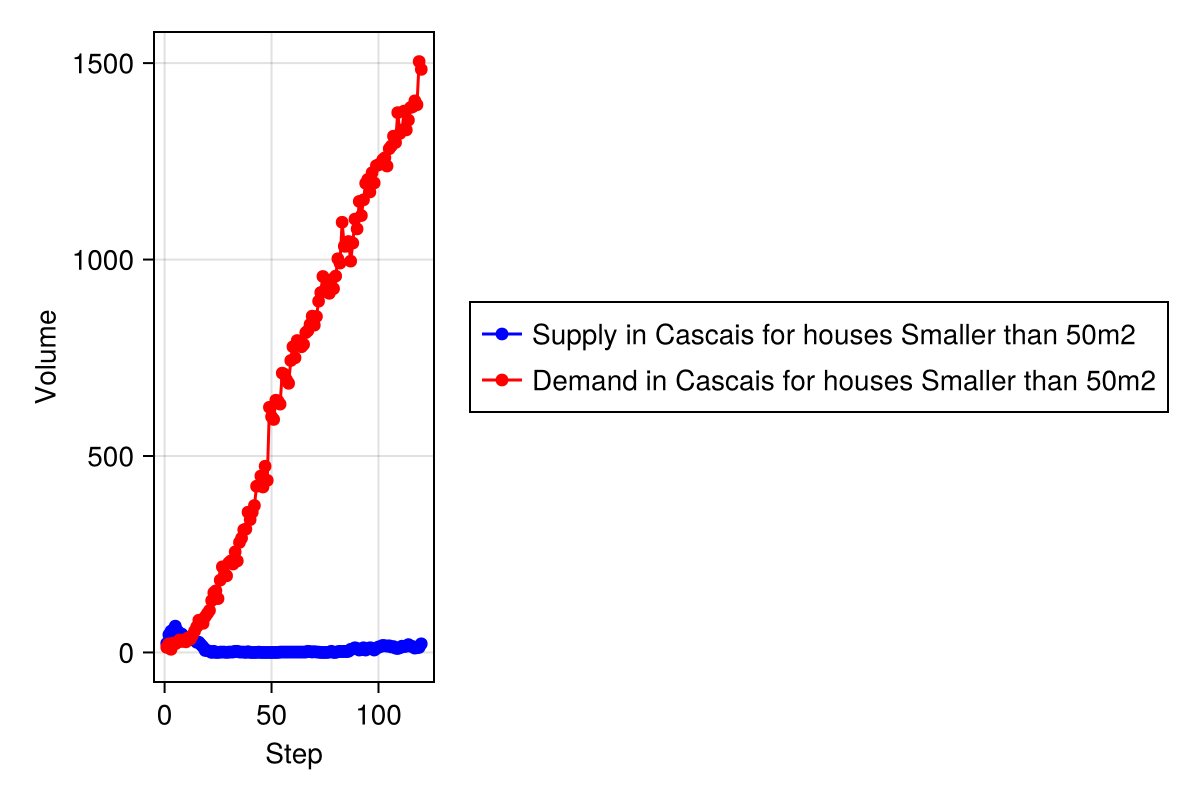 1500
1000
500
0
Volume
0 50 100
Step
Supply in Cascais for houses Smaller than 50m2
Demand in Cascais for houses Smaller than 50m2